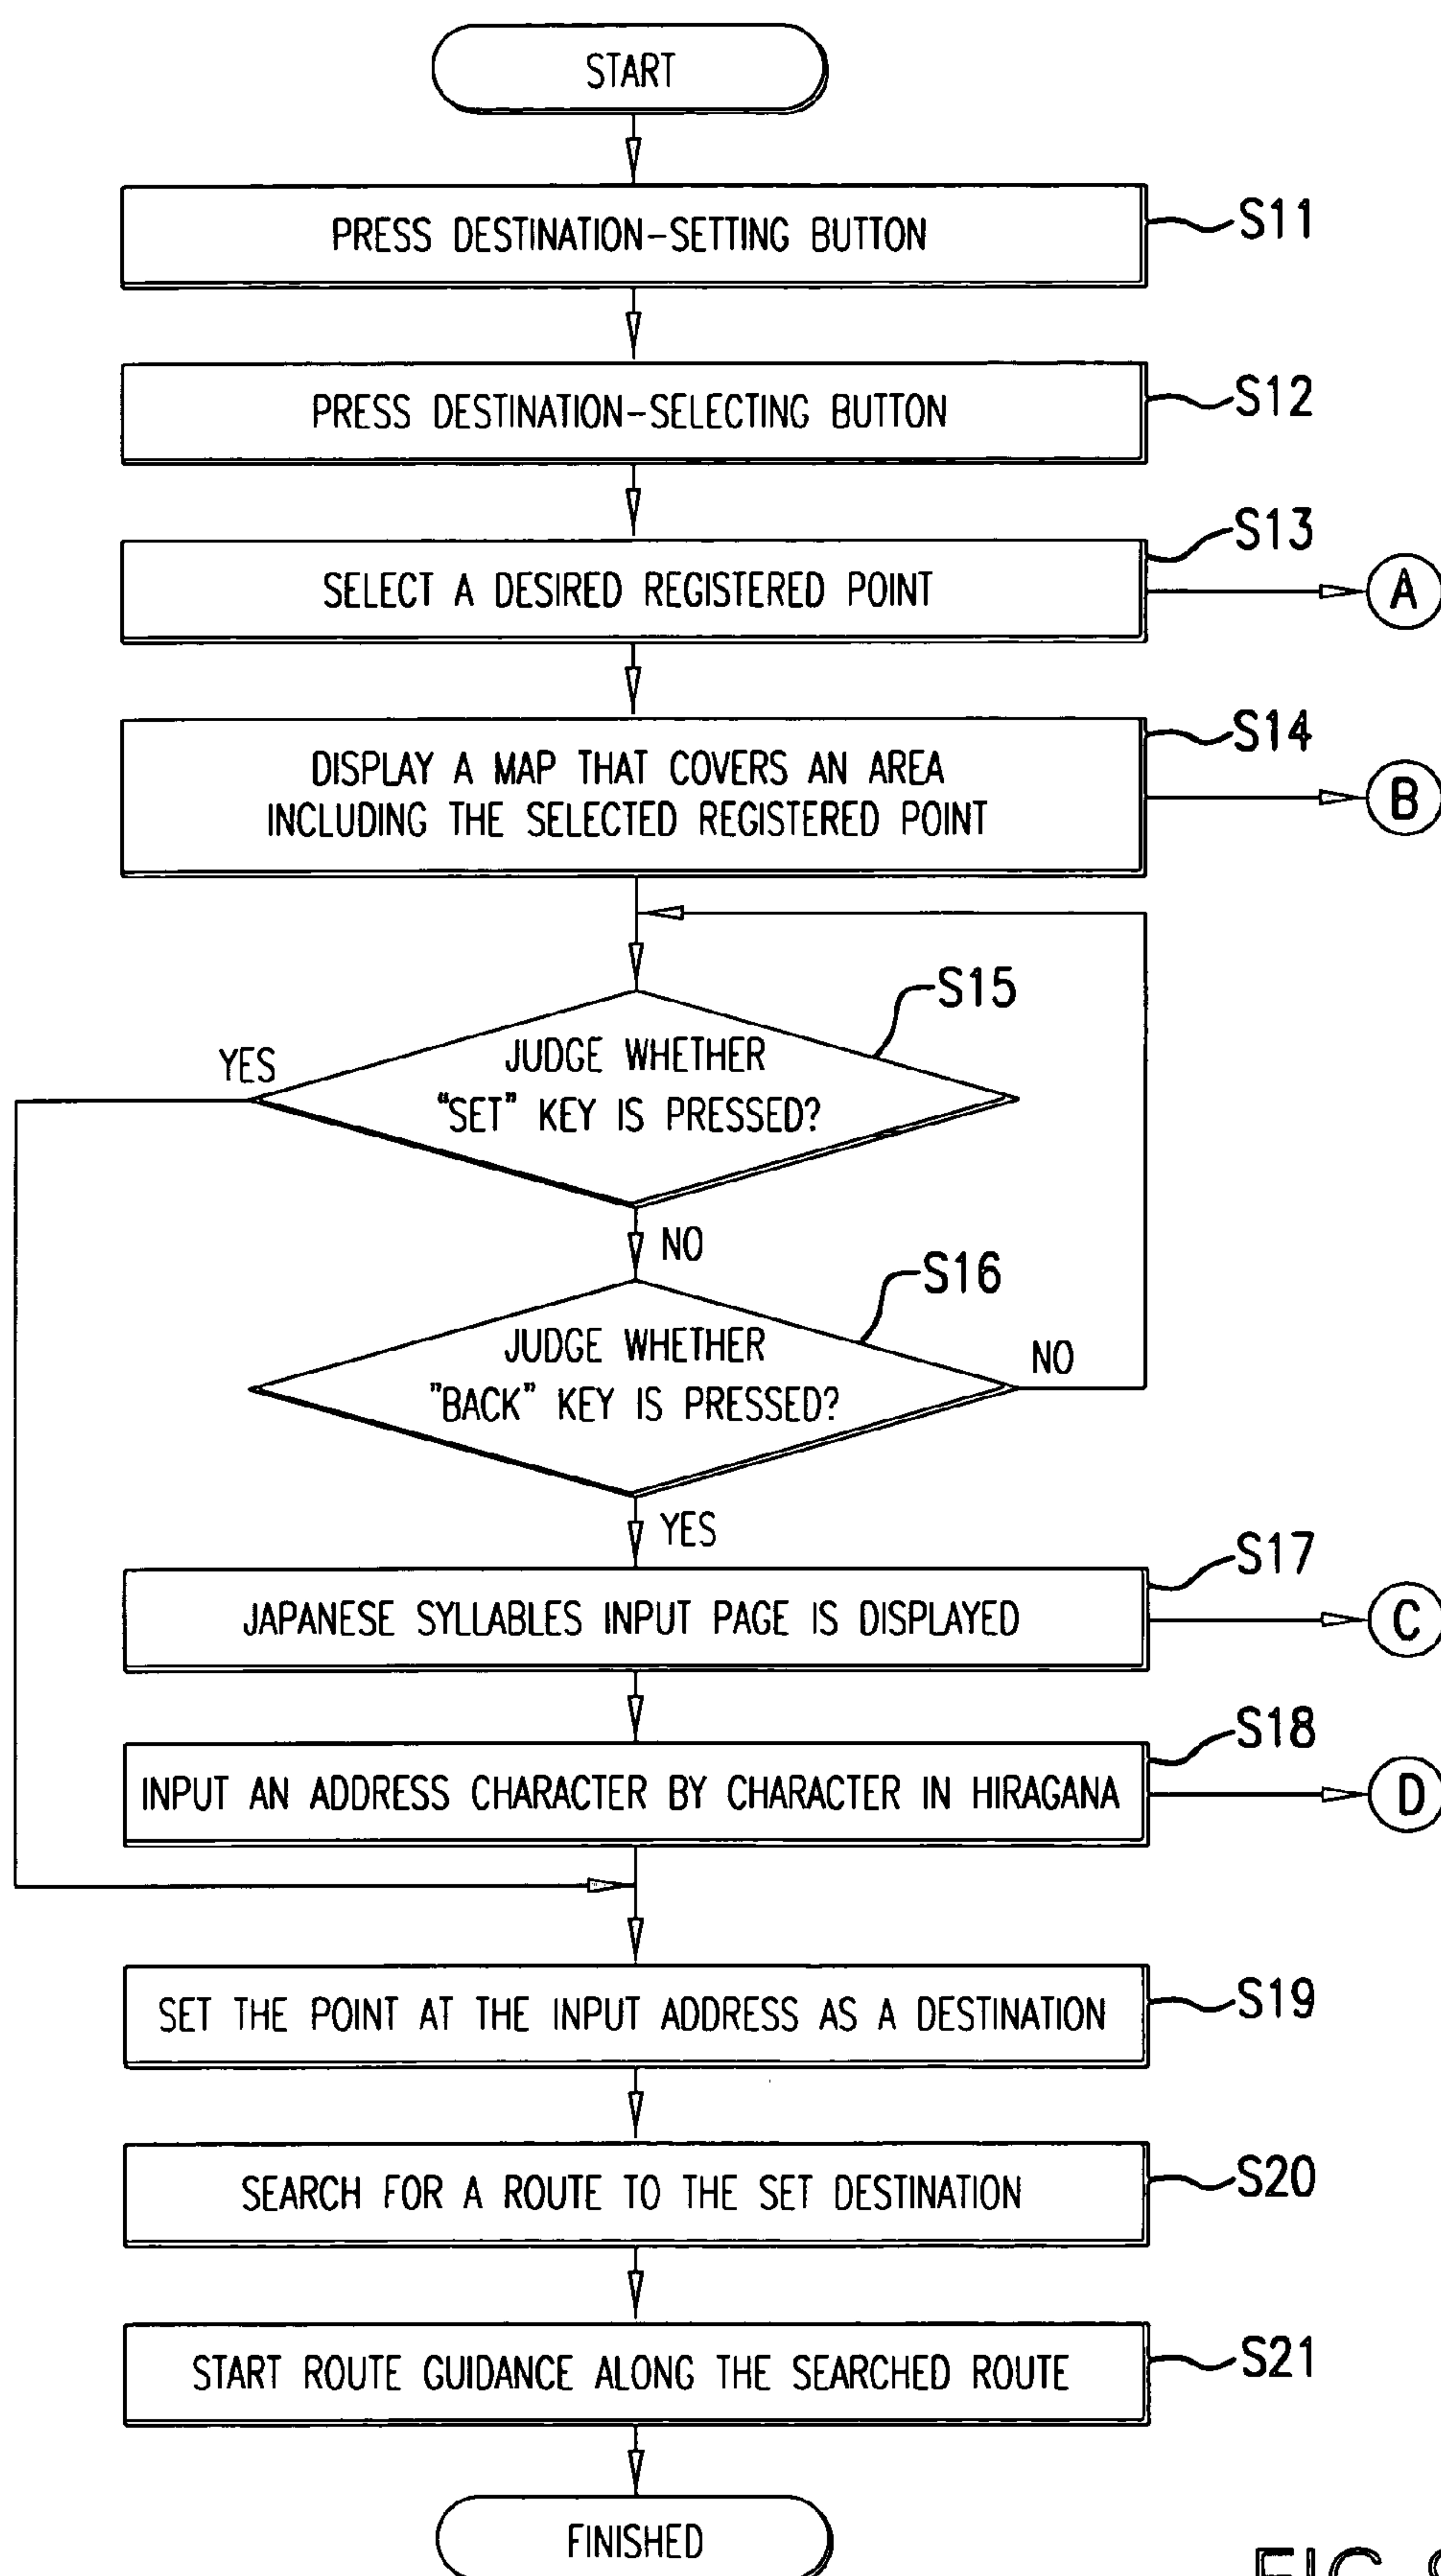 START
PRESS DESTINATION-SETTING BUTTON
S11
PRESS DESTINATION-SELECTING BUTTON
S12
S13
SELECT A DESIRED REGISTERED POINT
A
S14
DISPLAY A MAP THAT COVERS AN AREA
INCLUDING THE SELECTED REGISTERED POINT
B
S15
YES
JUDGE WHETHER
"SET" KEY IS PRESSED?
NO
S16
JUDGE WHETHER
"BACK" KEY IS PRESSED?
NO
YES
S17
JAPANESE SYLLABLES INPUT PAGE IS DISPLAYED
C
S18
INPUT AN ADDRESS CHARACTER BY CHARACTER IN HIRAGANA
D
SET THE POINT AT THE INPUT ADDRESS AS A DESTINATION
S19
SEARCH FOR A ROUTE TO THE SET DESTINATION
S20
START ROUTE GUIDANCE ALONG THE SEARCHED ROUTE
S21
FINISHED
FIG.